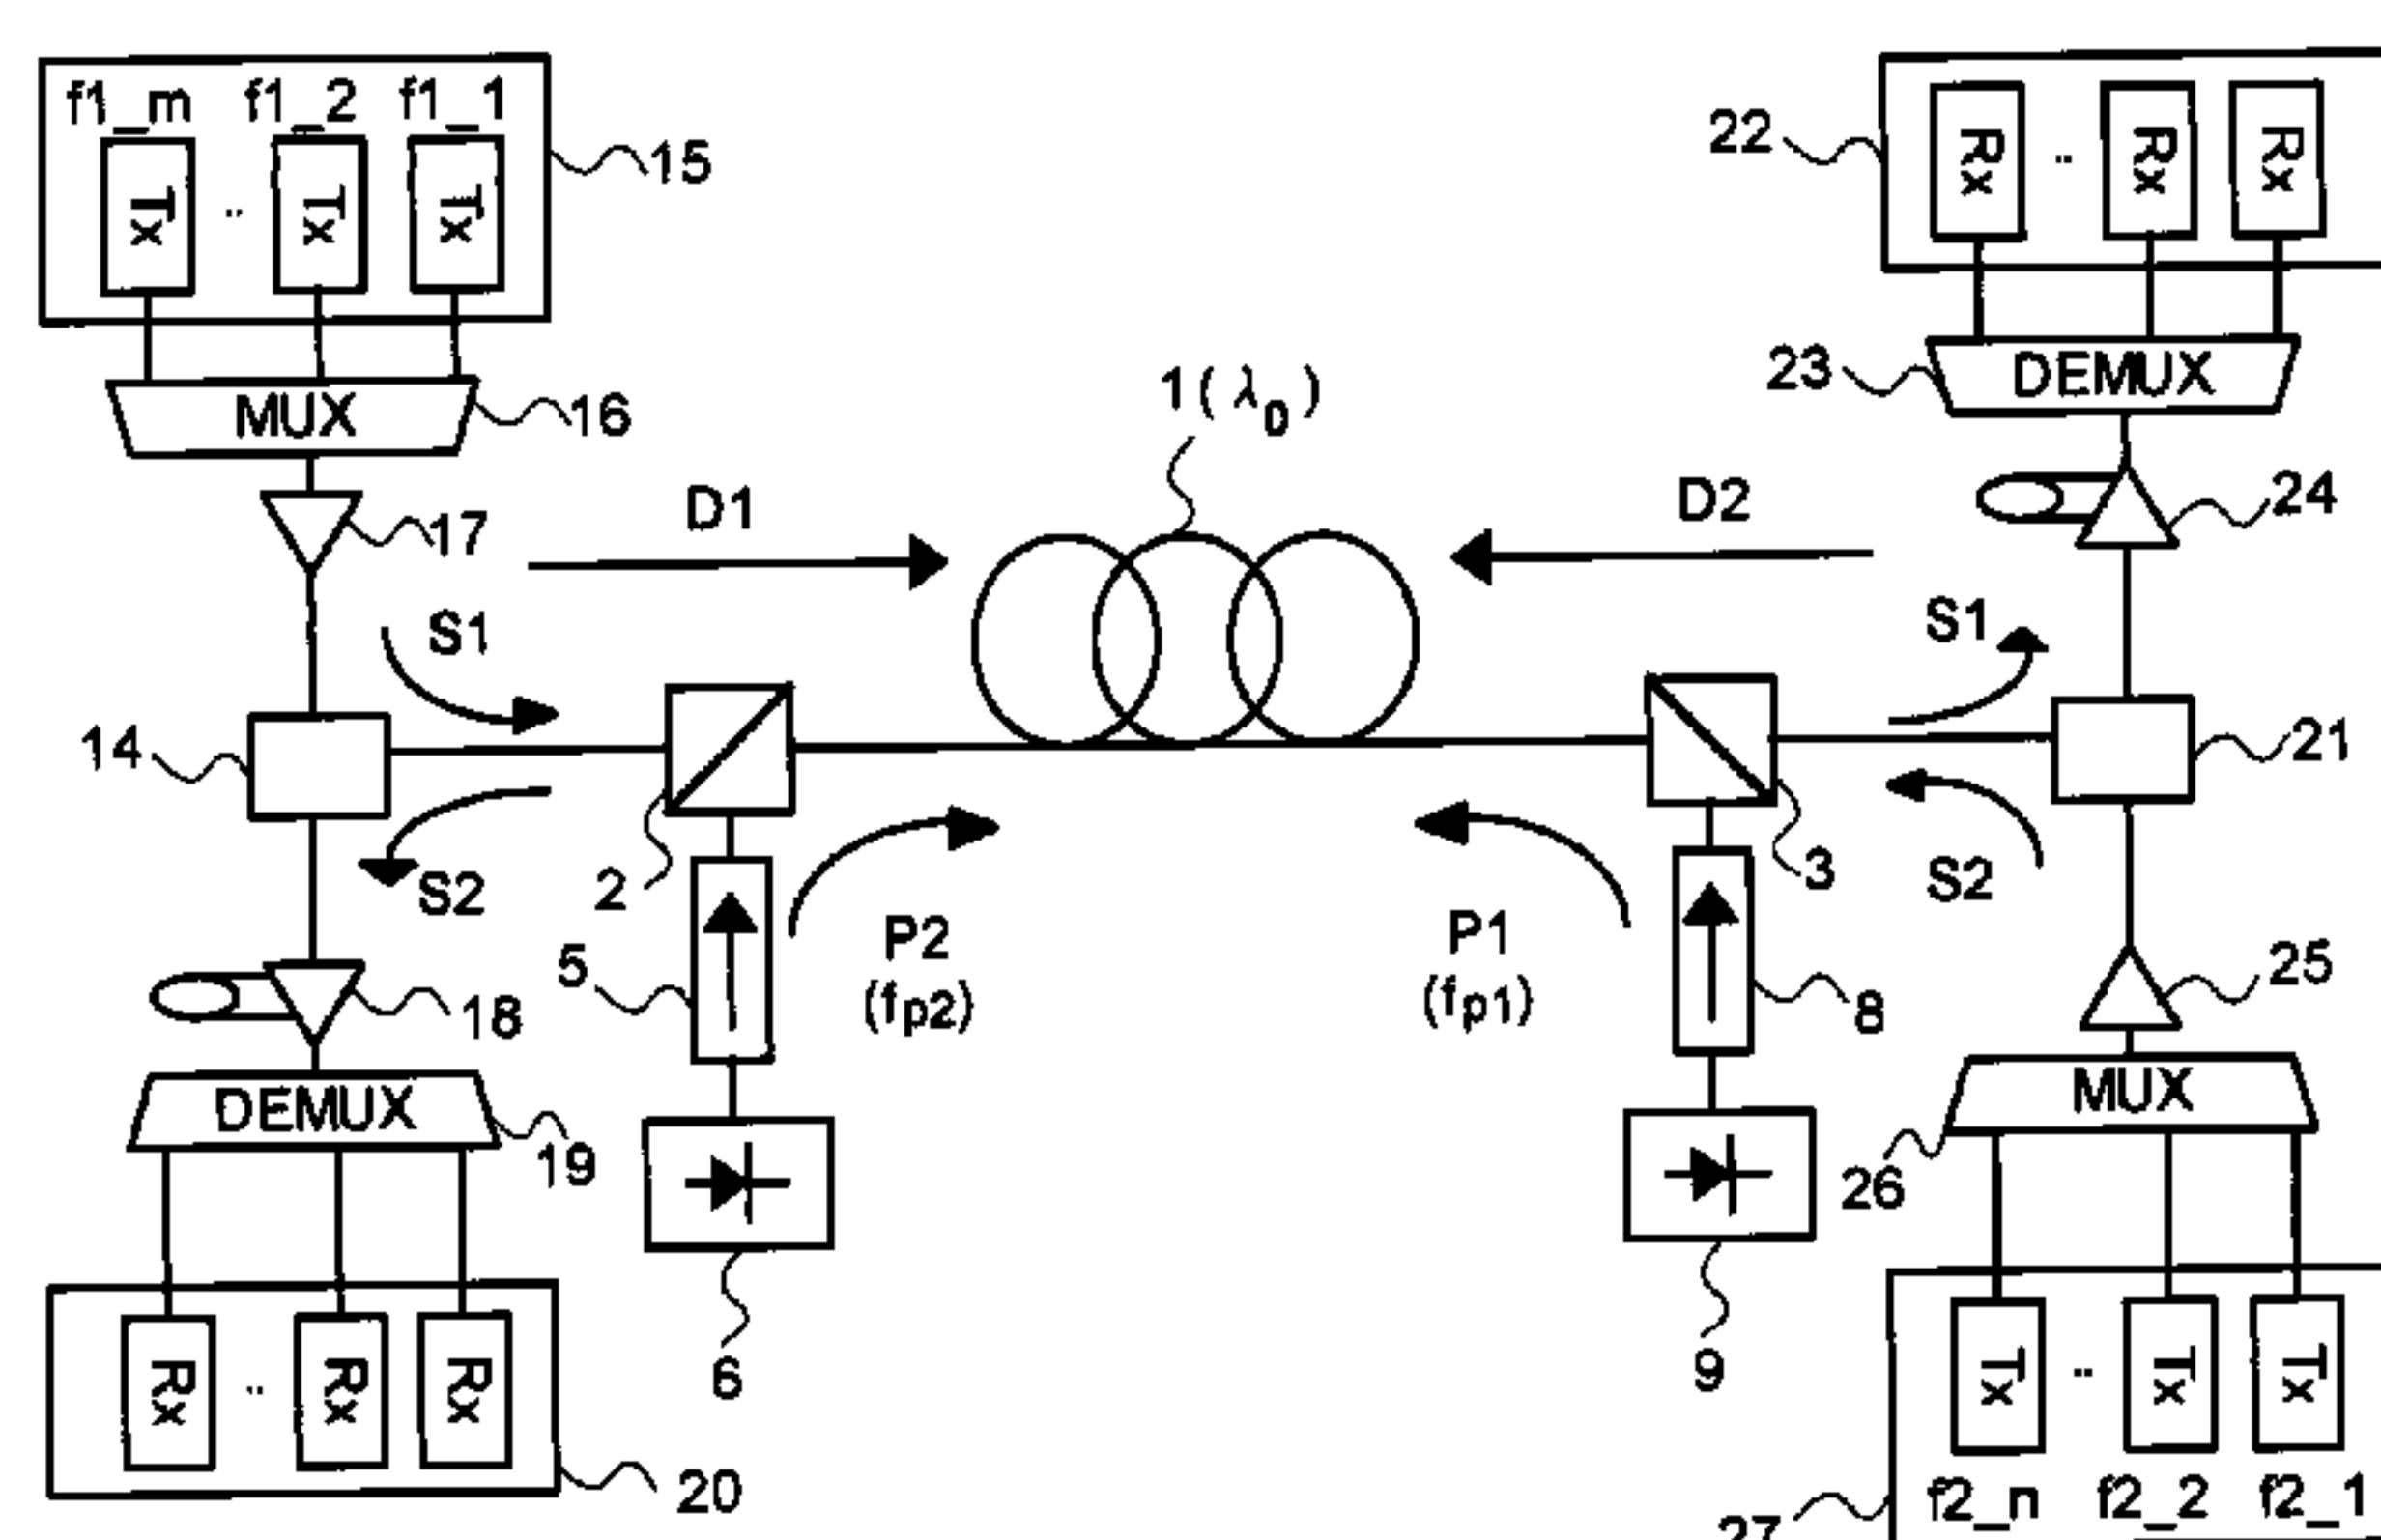 f1_m f1_2 f1_1
Tx .. Tx Tx
15
MUX
16
17
D1
S1
14
S2
18
DEMUX
19
Rx .. Rx Rx
20
1(λ0)
2
5
P2
(fp2)
6
D2
P1
(fp1)
3
8
9
22
Rx .. Rx Rx
23
DEMUX
24
S1
21
S2
25
MUX
26
Tx .. Tx Tx
f2_n f2_2 f2_1
27